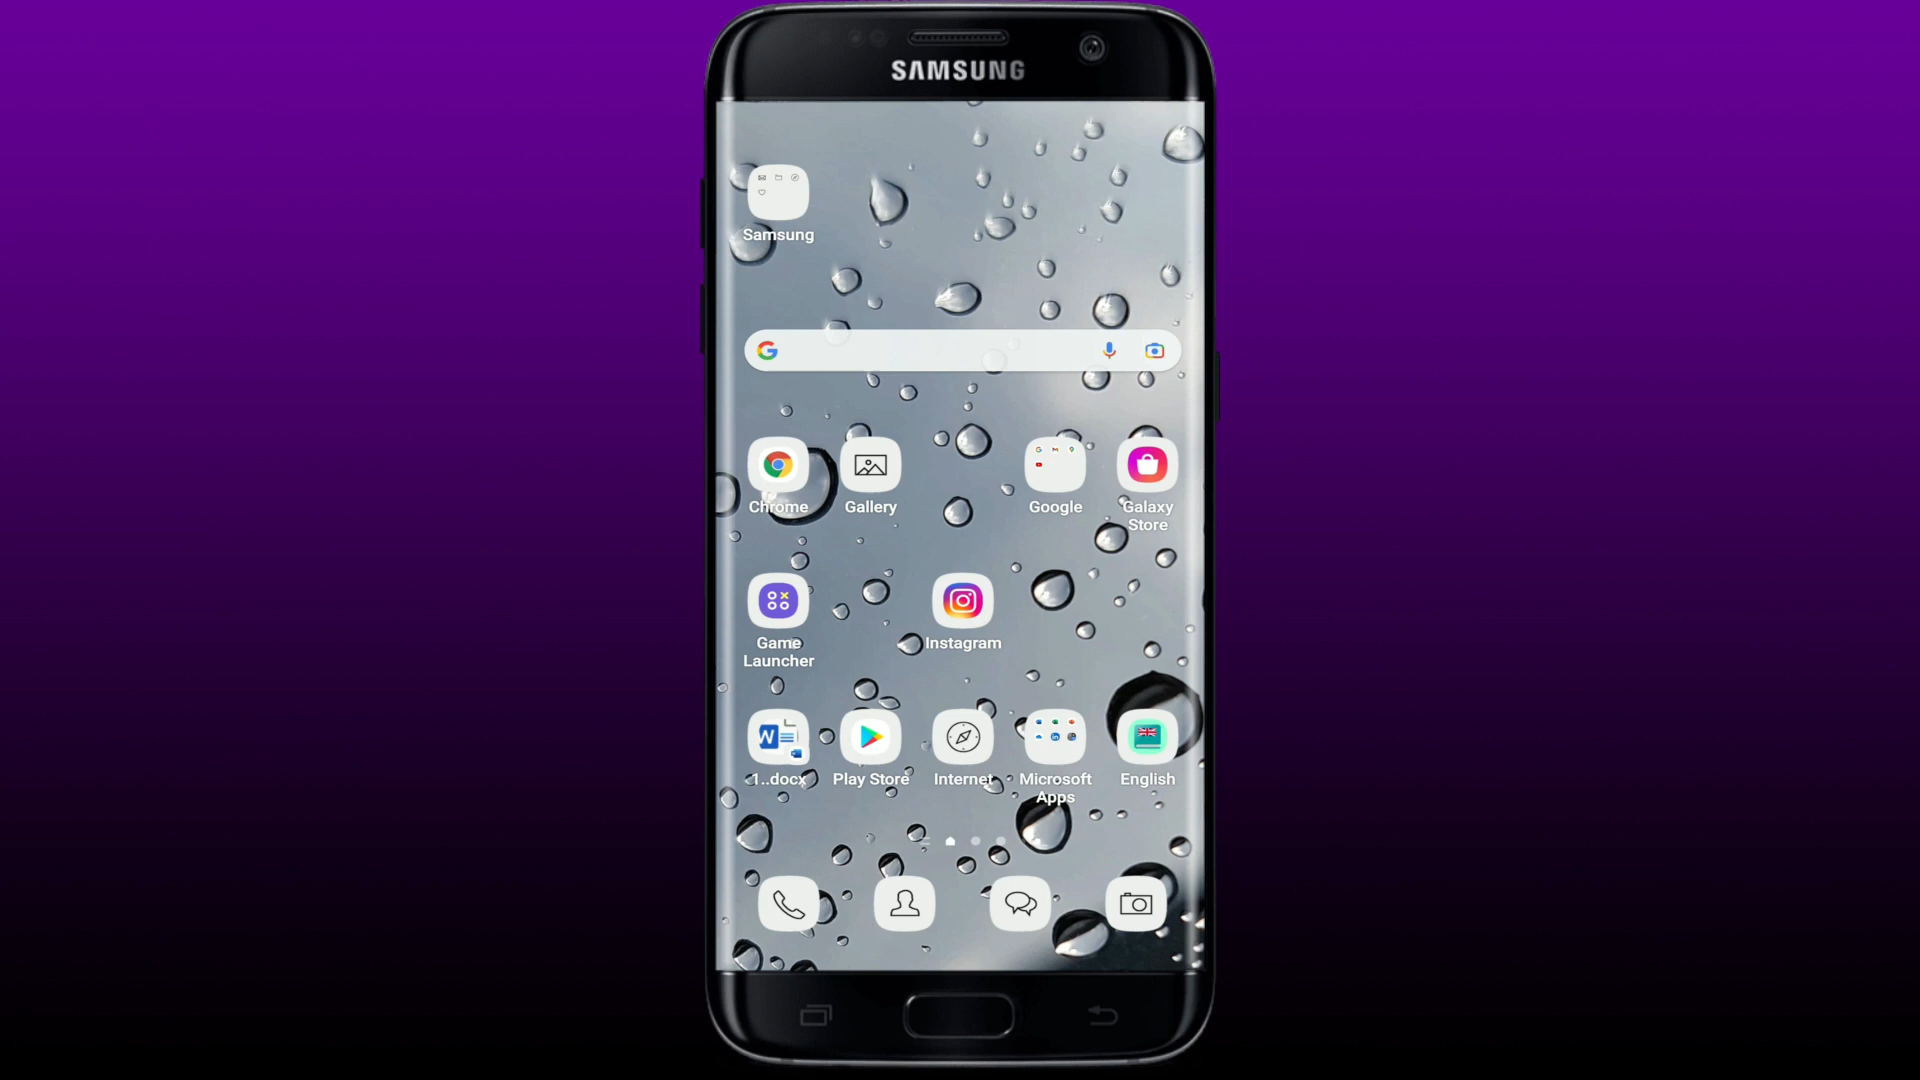 SAMSUNG
Samsung
Chrome
Gallery
Google
Galaxy
Store
Game
Launcher
Instagram
W
1..docx
Play Store
Internet
Microsoft
Apps
English